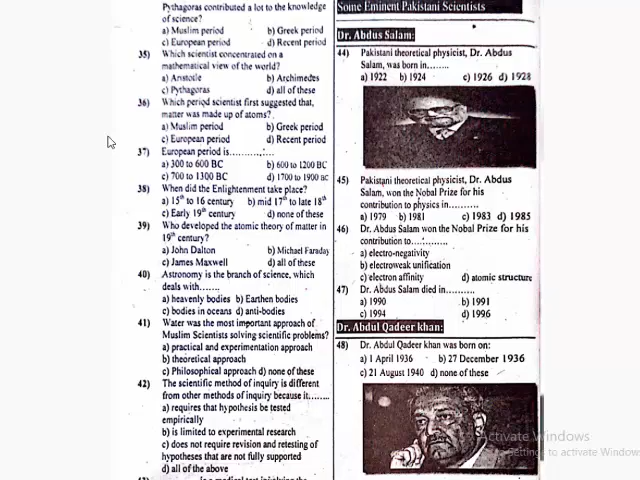 Pythagoras contributed a lot to the knowledge
of science?
a) Muslim period b) Greek period
c) European period d) Recent period
35) Which scientist concentrated on a
mathematical view of the world?
a) Aristotle b) Archimedes
c) Pythagoras d) all of these
36) Which period scientist first suggested that,
matter was made up of atoms?
a) Muslim period b) Greek period
c) European period d) Recent period
37) European period is............
a) 300 to 600 BC b) 600 to 1200 BC
c) 700 to 1300 BC d) 1700 to 1900 BC
38) When did the Enlightenment take place?
a) 15th to 16 century b) mid 17th to late 18th
c) Early 19th century d) none of these
39) Who developed the atomic theory of matter in
19th century?
a) John Dalton b) Michael Faraday
c) James Maxwell d) all of these
40) Astronomy is the branch of science, which
deals with.......
a) heavenly bodies b) Earthen bodies
c) bodies in oceans d) anti-bodies
41) Water was the most important approach of
Muslim Scientists solving scientific problems?
a) practical and experimentation approach
b) theoretical approach
c) Philosophical approach d) none of these
42) The scientific method of inquiry is different
from other methods of inquiry because it........
a) requires that hypothesis be tested
empirically
b) is limited to experimental research
c) does not require revision and retesting of
hypotheses that are not fully supported
d) all of the above
is a medical test involving the
Some Eminent Pakistani Scientists
Dr. Abdus Salam:
44) Pakistani theoretical physicist, Dr. Abdus
Salam, was born in........
a) 1922 b) 1924 c) 1926 d) 1928
45) Pakistani theoretical physicist, Dr. Abdus
Salam, won the Nobal Prize for his
contribution to physics in..........
a) 1979 b) 1981 c) 1983 d) 1985
46) Dr. Abdus Salam won the Nobal Prize for his
contribution to..........
a) electro-negativity
b) electroweak unification
c) electron affinity d) atomic structure
47) Dr. Abdus Salam died in..........
a) 1990 b) 1991
c) 1994 d) 1996
Dr. Abdul Qadeer khan:
48) Dr. Abdul Qadeer khan was born on:
a) 1 April 1936 b) 27 December 1936
c) 21 August 1940 d) none of these
Activate Windows
Settings to activate Windows.